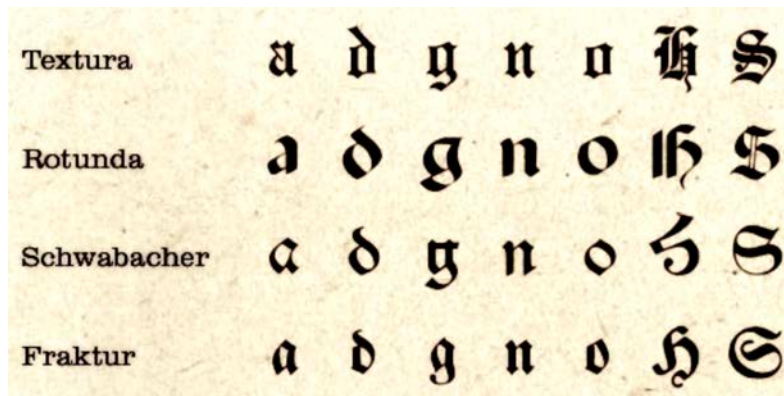 Textura a d g n o H S
Rotunda a d g n o H S
Schwabacher a d g n o H S
Fraktur a d g n o H S